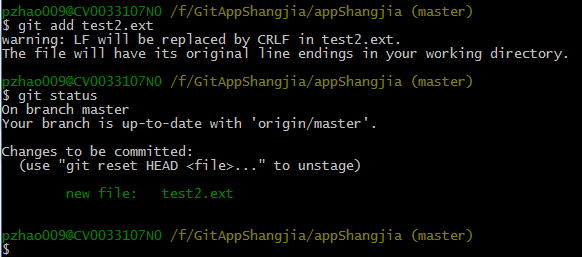 pzhao009@CV0033107N0 /f/GitAppShangjia/appShangjia (master)
$ git add test2.ext
warning: LF will be replaced by CRLF in test2.ext.
The file will have its original line endings in your working directory.
pzhao009@CV0033107N0 /f/GitAppShangjia/appShangjia (master)
$ git status
On branch master
Your branch is up-to-date with 'origin/master'.
Changes to be committed:
(use "git reset HEAD <file>..." to unstage)
new file:   test2.ext
pzhao009@CV0033107N0 /f/GitAppShangjia/appShangjia (master)
$